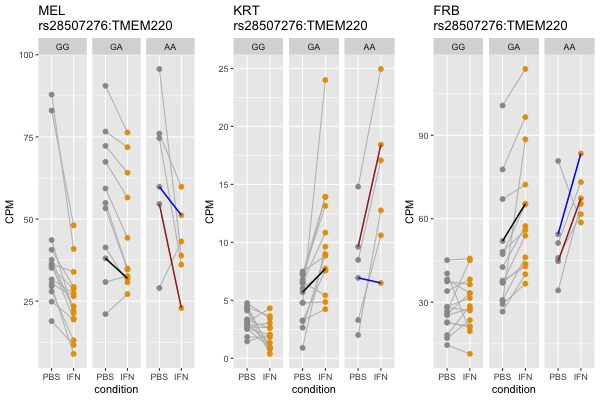 MEL
rs28507276:TMEM220
GG GA AA
CPM
100
75
50
25
PBS IFN PBS IFN PBS IFN
condition
KRT
rs28507276:TMEM220
GG GA AA
CPM
25
20
15
10
5
0
PBS IFN PBS IFN PBS IFN
condition
FRB
rs28507276:TMEM220
GG GA AA
CPM
90
60
30
PBS IFN PBS IFN PBS IFN
condition